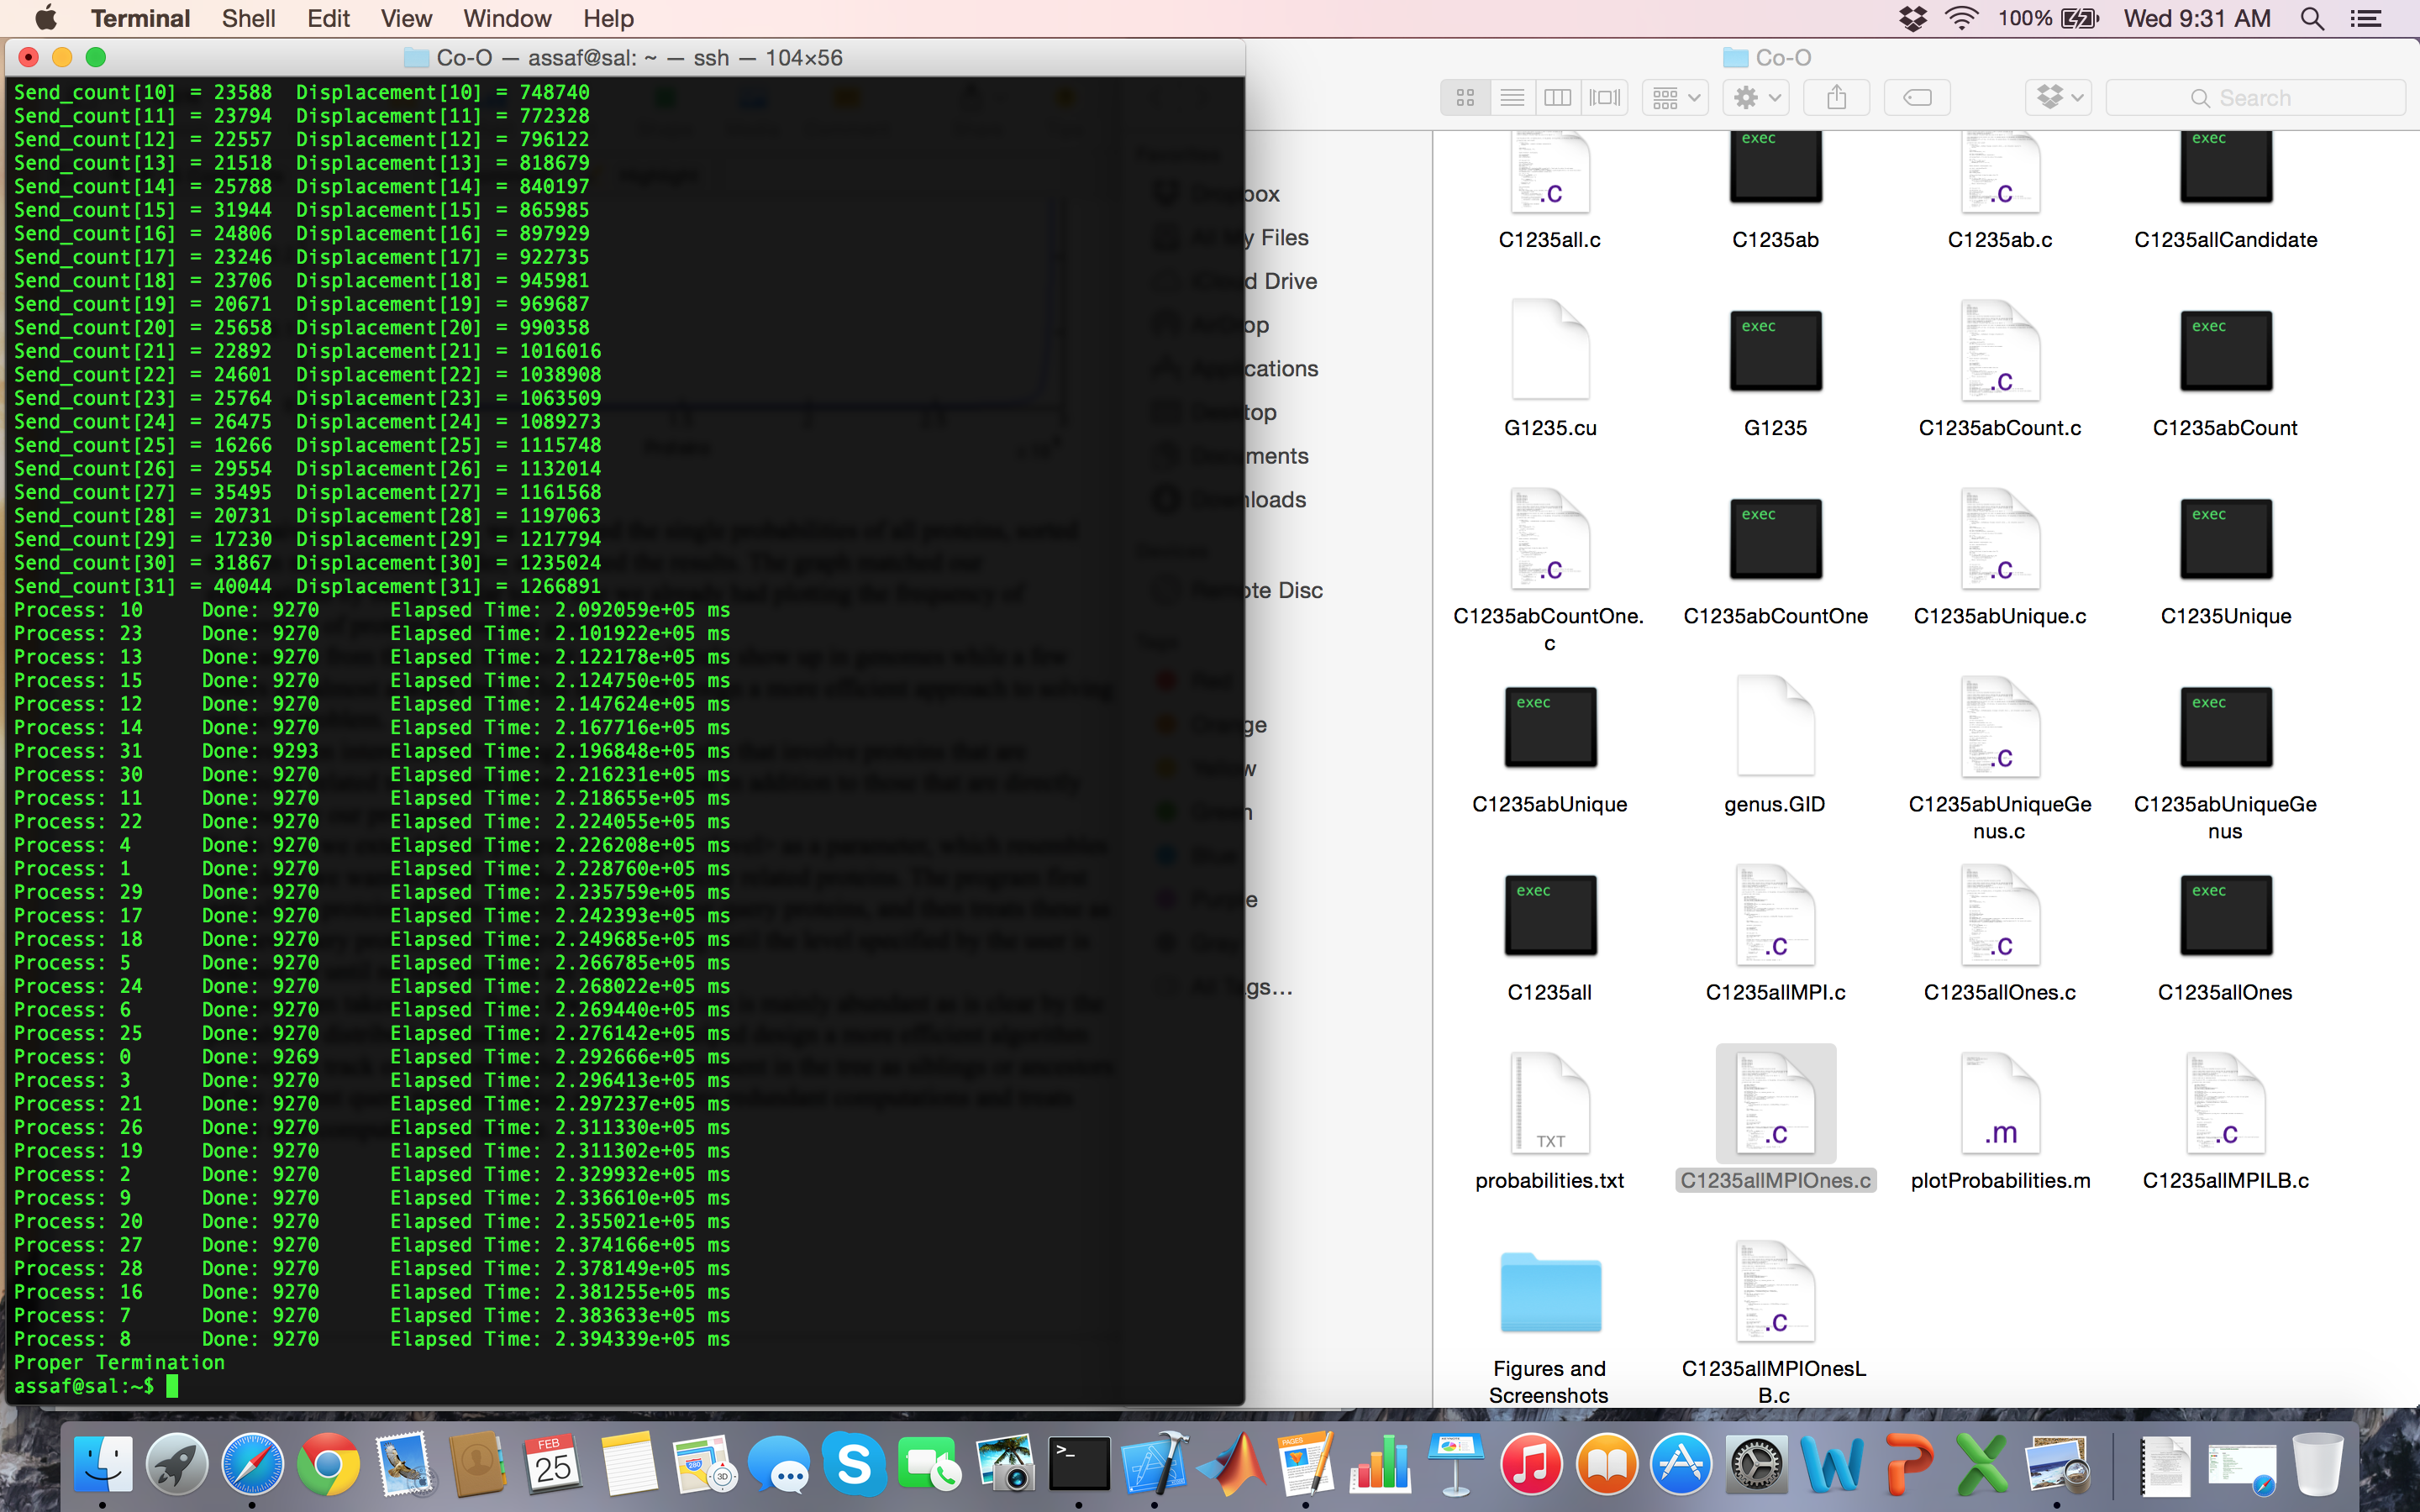 Terminal Shell Edit View Window Help 100% Wed 9:31 AM
Co-O — assaf@sal: ~ — ssh — 104×56
Send_count[10] = 23588 Displacement[10] = 748740
Send_count[11] = 23794 Displacement[11] = 772328
Send_count[12] = 22557 Displacement[12] = 796122
Send_count[13] = 21518 Displacement[13] = 818679
Send_count[14] = 25788 Displacement[14] = 840197
Send_count[15] = 31944 Displacement[15] = 865985
Send_count[16] = 24806 Displacement[16] = 897929
Send_count[17] = 23246 Displacement[17] = 922735
Send_count[18] = 23706 Displacement[18] = 945981
Send_count[19] = 20671 Displacement[19] = 969687
Send_count[20] = 25658 Displacement[20] = 990358
Send_count[21] = 22892 Displacement[21] = 1016016
Send_count[22] = 24601 Displacement[22] = 1038908
Send_count[23] = 25764 Displacement[23] = 1063509
Send_count[24] = 26475 Displacement[24] = 1089273
Send_count[25] = 16266 Displacement[25] = 1115748
Send_count[26] = 29554 Displacement[26] = 1132014
Send_count[27] = 35495 Displacement[27] = 1161568
Send_count[28] = 20731 Displacement[28] = 1197063
Send_count[29] = 17230 Displacement[29] = 1217794
Send_count[30] = 31867 Displacement[30] = 1235024
Send_count[31] = 40044 Displacement[31] = 1266891
Process: 10 Done: 9270 Elapsed Time: 2.092059e+05 ms
Process: 23 Done: 9270 Elapsed Time: 2.101922e+05 ms
Process: 13 Done: 9270 Elapsed Time: 2.122178e+05 ms
Process: 15 Done: 9270 Elapsed Time: 2.124750e+05 ms
Process: 12 Done: 9270 Elapsed Time: 2.147624e+05 ms
Process: 14 Done: 9270 Elapsed Time: 2.167716e+05 ms
Process: 31 Done: 9293 Elapsed Time: 2.196848e+05 ms
Process: 30 Done: 9270 Elapsed Time: 2.216231e+05 ms
Process: 11 Done: 9270 Elapsed Time: 2.218655e+05 ms
Process: 22 Done: 9270 Elapsed Time: 2.224055e+05 ms
Process: 4 Done: 9270 Elapsed Time: 2.226208e+05 ms
Process: 1 Done: 9270 Elapsed Time: 2.228760e+05 ms
Process: 29 Done: 9270 Elapsed Time: 2.235759e+05 ms
Process: 17 Done: 9270 Elapsed Time: 2.242393e+05 ms
Process: 18 Done: 9270 Elapsed Time: 2.249685e+05 ms
Process: 5 Done: 9270 Elapsed Time: 2.266785e+05 ms
Process: 24 Done: 9270 Elapsed Time: 2.268022e+05 ms
Process: 6 Done: 9270 Elapsed Time: 2.269440e+05 ms
Process: 25 Done: 9270 Elapsed Time: 2.276142e+05 ms
Process: 0 Done: 9269 Elapsed Time: 2.292666e+05 ms
Process: 3 Done: 9270 Elapsed Time: 2.296413e+05 ms
Process: 21 Done: 9270 Elapsed Time: 2.297237e+05 ms
Process: 26 Done: 9270 Elapsed Time: 2.311330e+05 ms
Process: 19 Done: 9270 Elapsed Time: 2.311302e+05 ms
Process: 2 Done: 9270 Elapsed Time: 2.329932e+05 ms
Process: 9 Done: 9270 Elapsed Time: 2.336610e+05 ms
Process: 20 Done: 9270 Elapsed Time: 2.355021e+05 ms
Process: 27 Done: 9270 Elapsed Time: 2.374166e+05 ms
Process: 28 Done: 9270 Elapsed Time: 2.378149e+05 ms
Process: 16 Done: 9270 Elapsed Time: 2.381255e+05 ms
Process: 7 Done: 9270 Elapsed Time: 2.383633e+05 ms
Process: 8 Done: 9270 Elapsed Time: 2.394339e+05 ms
Proper Termination
assaf@sal:~$
Co-O
Search
Dropbox
All My Files
iCloud Drive
AirDrop
Applications
Desktop
Documents
Downloads
Remote Disc
Orange
Yellow
Green
Blue
Purple
Gray
All Tags...
.c exec .c exec
C1235all.c C1235ab C1235ab.c C1235allCandidate
exec .c exec
G1235.cu G1235 C1235abCount.c C1235abCount
.c exec .c exec
C1235abCountOne. C1235abCountOne C1235abUnique.c C1235Unique
c
exec .c exec
C1235abUnique genus.GID C1235abUniqueGe C1235abUniqueGe
nus.c nus
exec .c .c exec
C1235all C1235allMPI.c C1235allOnes.c C1235allOnes
TXT .c .m .c
probabilities.txt C1235allMPIOnes.c plotProbabilities.m C1235allMPILB.c
.c
Figures and C1235allMPIOnesL
Screenshots B.c
FEB
25
280
3D
PAGES